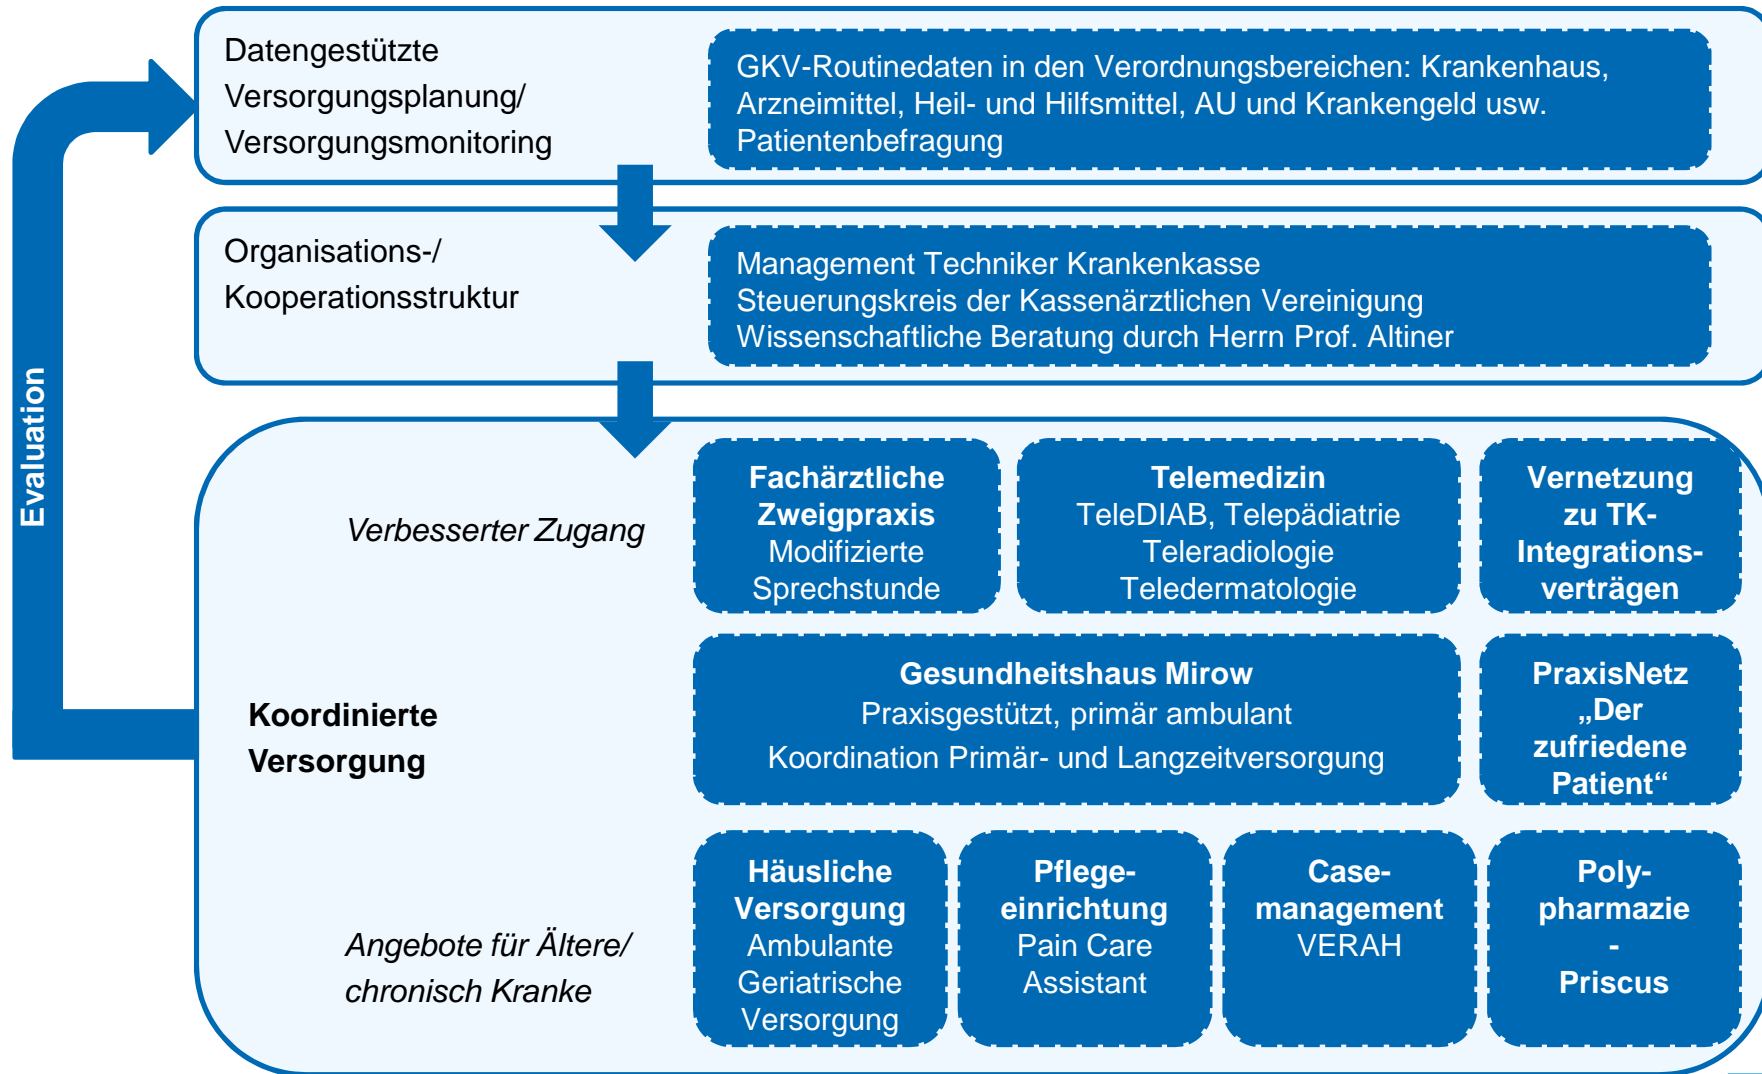 Datengestützte
Versorgungsplanung/
Versorgungsmonitoring
GKV-Routinedaten in den Verordnungsbereichen: Krankenhaus,
Arzneimittel, Heil- und Hilfsmittel, AU und Krankengeld usw.
Patientenbefragung
Organisations-/
Kooperationsstruktur
Management Techniker Krankenkasse
Steuerungskreis der Kassenärztlichen Vereinigung
Wissenschaftliche Beratung durch Herrn Prof. Altiner
Evaluation
Verbesserter Zugang
Fachärztliche
Zweigpraxis
Modifizierte
Sprechstunde
Telemedizin
TeleDIAB, Telepädiatrie
Teleradiologie
Teledermatologie
Vernetzung
zu TK-
Integrations-
verträgen
Koordinierte
Versorgung
Gesundheitshaus Mirow
Praxisgestützt, primär ambulant
Koordination Primär- und Langzeitversorgung
PraxisNetz
„Der
zufriedene
Patient“
Angebote für Ältere/
chronisch Kranke
Häusliche
Versorgung
Ambulante
Geriatrische
Versorgung
Pflege-
einrichtung
Pain Care
Assistant
Case-
management
VERAH
Poly-
pharmazie
-
Priscus